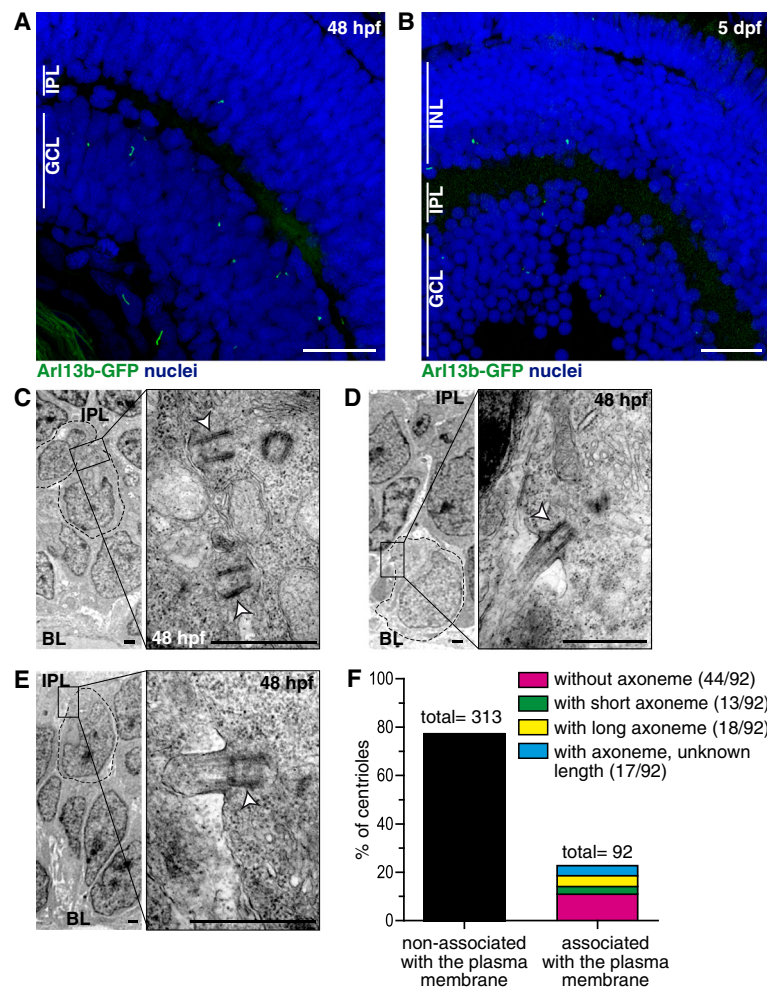 A
48 hpf
IPL
GCL
Arl13b-GFP nuclei
B
5 dpf
INL
IPL
GCL
Arl13b-GFP nuclei
C
IPL
BL
48 hpf
D
IPL
48 hpf
BL
E
IPL
48 hpf
BL
F
without axoneme (44/92)
with short axoneme (13/92)
with long axoneme (18/92)
with axoneme, unknown
length (17/92)
% of centrioles
100
80
60
40
20
0
total= 313
total= 92
non-associated
with the plasma
membrane
associated
with the plasma
membrane